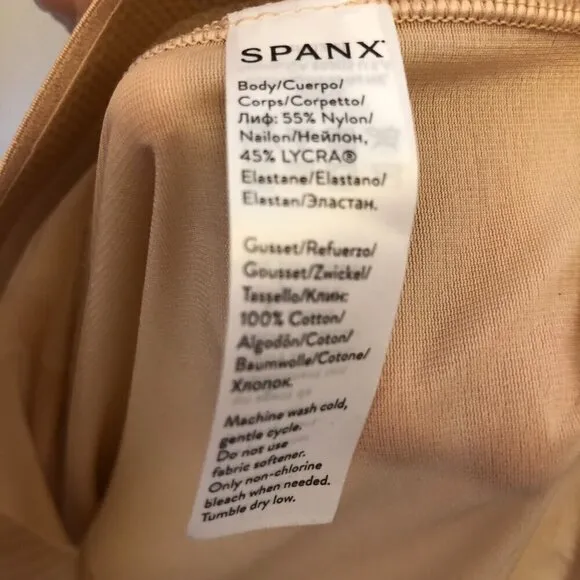 SPANX
Body/Cuerpo/
Corps/Corpetto/
Лиф: 55% Nylon/
Nailon/Нейлон,
45% LYCRA®
Elastane/Elastano/
Elastan/Эластан.
Gusset/Refuerzo/
Gousset/Zwickel/
Tassello/Клин:
100% Cotton/
Algodón/Coton/
Baumwolle/Cotone/
Хлопок.
Machine wash cold,
gentle cycle.
Do not use
fabric softener.
Only non-chlorine
bleach when needed.
Tumble dry low.